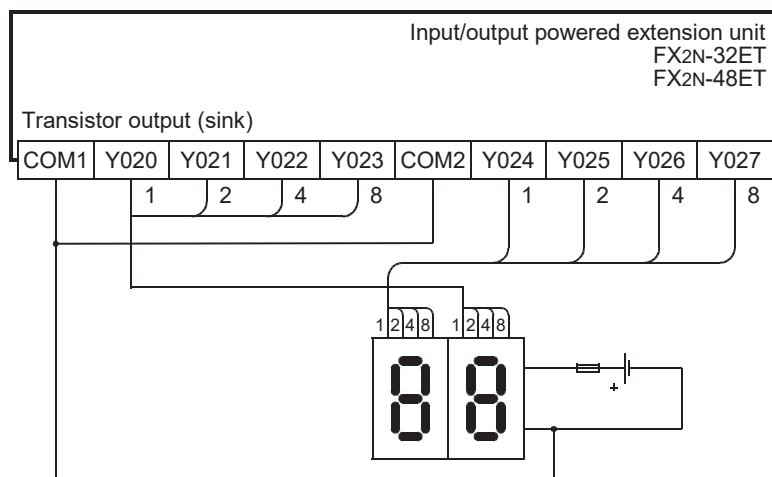 Input/output powered extension unit
FX2N-32ET
FX2N-48ET
Transistor output (sink)
COM1 Y020 Y021 Y022 Y023 COM2 Y024 Y025 Y026 Y027
1 2 4 8 1 2 4 8
1 2 4 8 1 2 4 8
+